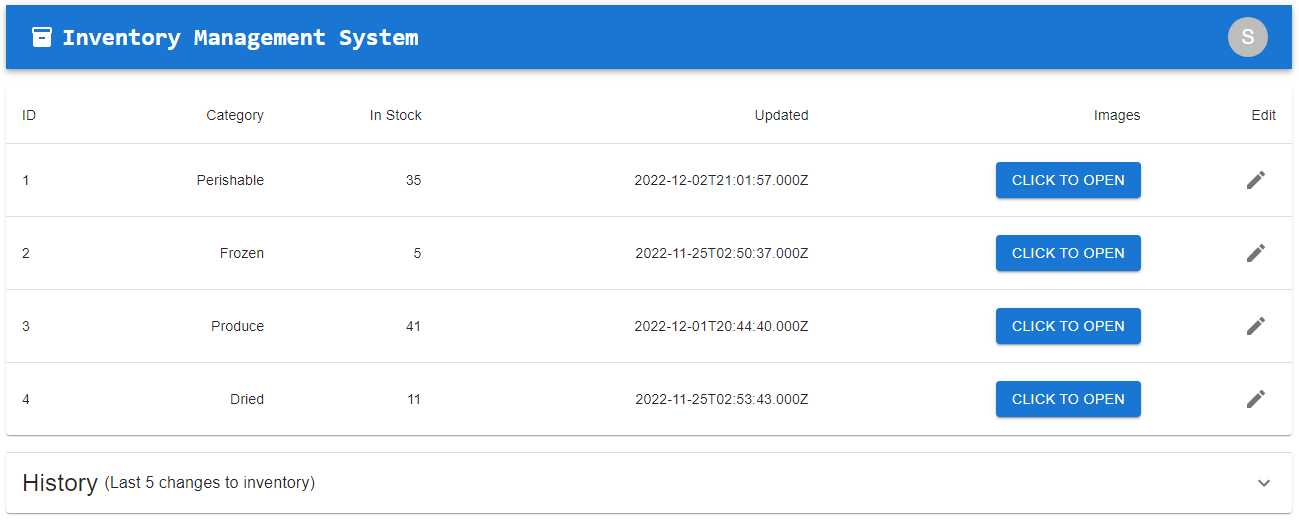 Inventory Management System S
ID Category In Stock Updated Images Edit
1 Perishable 35 2022-12-02T21:01:57.000Z CLICK TO OPEN
2 Frozen 5 2022-11-25T02:50:37.000Z CLICK TO OPEN
3 Produce 41 2022-12-01T20:44:40.000Z CLICK TO OPEN
4 Dried 11 2022-11-25T02:53:43.000Z CLICK TO OPEN
History (Last 5 changes to inventory)